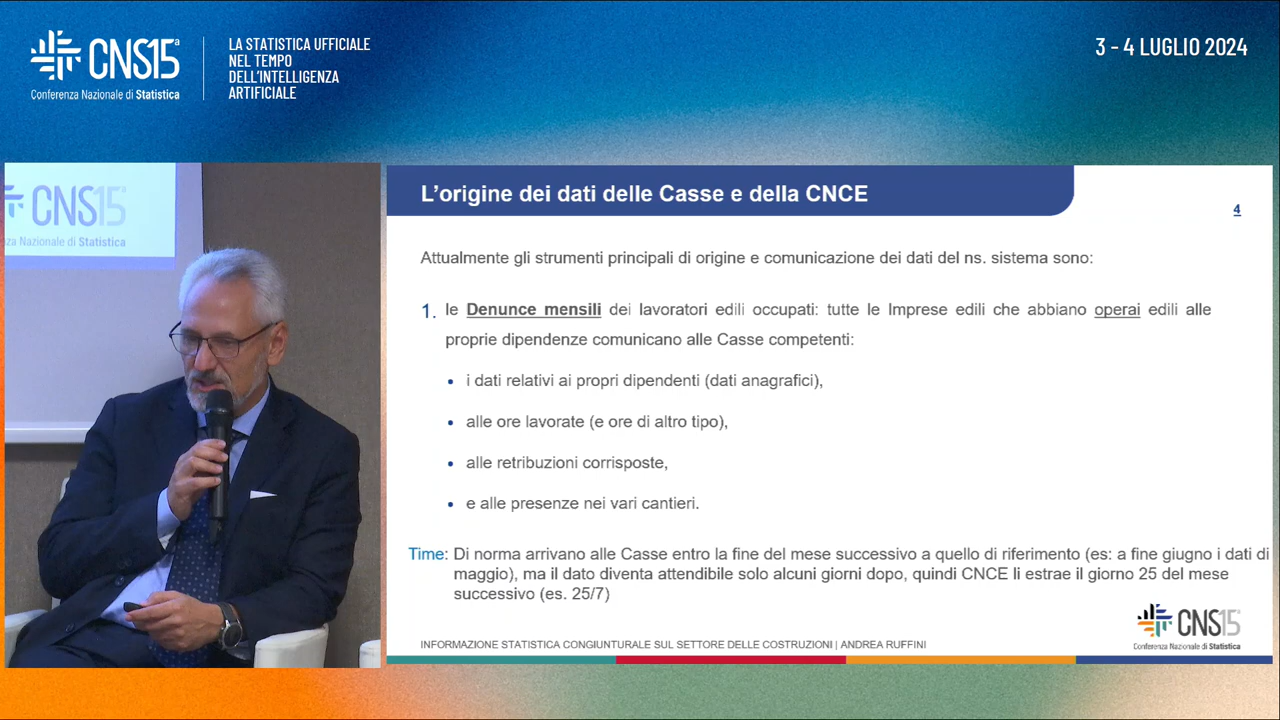 CNS15ª
Conferenza Nazionale di Statistica
LA STATISTICA UFFICIALE
NEL TEMPO
DELL'INTELLIGENZA
ARTIFICIALE
3 - 4 LUGLIO 2024
CNS15
nza Nazionale di Statistica
L'origine dei dati delle Casse e della CNCE
4
Attualmente gli strumenti principali di origine e comunicazione dei dati del ns. sistema sono:
1. le Denunce mensili dei lavoratori edili occupati: tutte le Imprese edili che abbiano operai edili alle
proprie dipendenze comunicano alle Casse competenti:
• i dati relativi ai propri dipendenti (dati anagrafici),
• alle ore lavorate (e ore di altro tipo),
• alle retribuzioni corrisposte,
• e alle presenze nei vari cantieri.
Time: Di norma arrivano alle Casse entro la fine del mese successivo a quello di riferimento (es: a fine giugno i dati di
maggio), ma il dato diventa attendibile solo alcuni giorni dopo, quindi CNCE li estrae il giorno 25 del mese
successivo (es. 25/7)
CNS15
Conferenza Nazionale di Statistica
INFORMAZIONE STATISTICA CONGIUNTURALE SUL SETTORE DELLE COSTRUZIONI | ANDREA RUFFINI